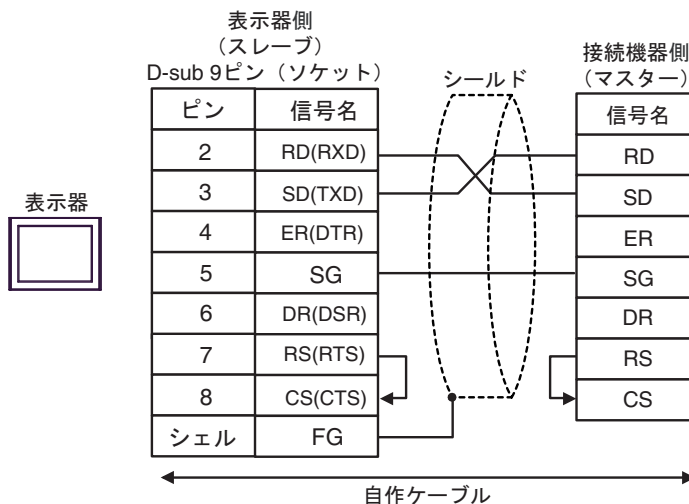 表示器側
（スレーブ）
D-sub 9ピン（ソケット）
シールド
接続機器側
（マスター）
ピン 信号名
信号名
2 RD(RXD)
RD
3 SD(TXD)
SD
表示器
4 ER(DTR)
ER
5 SG
SG
6 DR(DSR)
DR
7 RS(RTS)
RS
8 CS(CTS)
CS
シェル FG
自作ケーブル